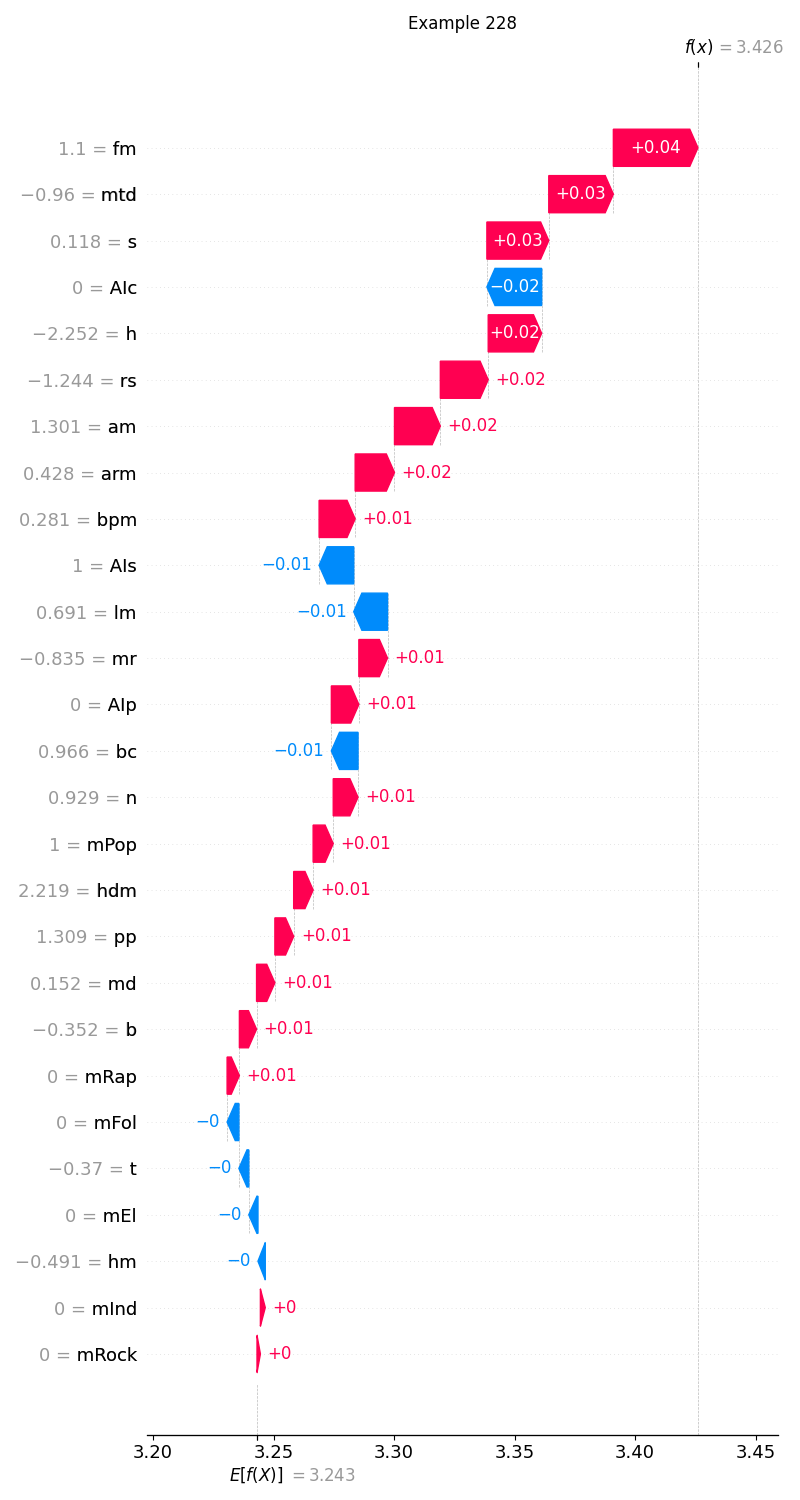 Example 228
f(x) = 3.426
1.1 = fm +0.04
−0.96 = mtd +0.03
0.118 = s +0.03
0 = AIc −0.02
−2.252 = h +0.02
−1.244 = rs +0.02
1.301 = am +0.02
0.428 = arm +0.02
0.281 = bpm +0.01
1 = AIs −0.01
0.691 = lm −0.01
−0.835 = mr +0.01
0 = AIp +0.01
0.966 = bc −0.01
0.929 = n +0.01
1 = mPop +0.01
2.219 = hdm +0.01
1.309 = pp +0.01
0.152 = md +0.01
−0.352 = b +0.01
0 = mRap +0.01
0 = mFol −0
−0.37 = t −0
0 = mEl −0
−0.491 = hm −0
0 = mInd +0
0 = mRock +0
3.20 3.25 3.30 3.35 3.40 3.45
E[f(X)] = 3.243